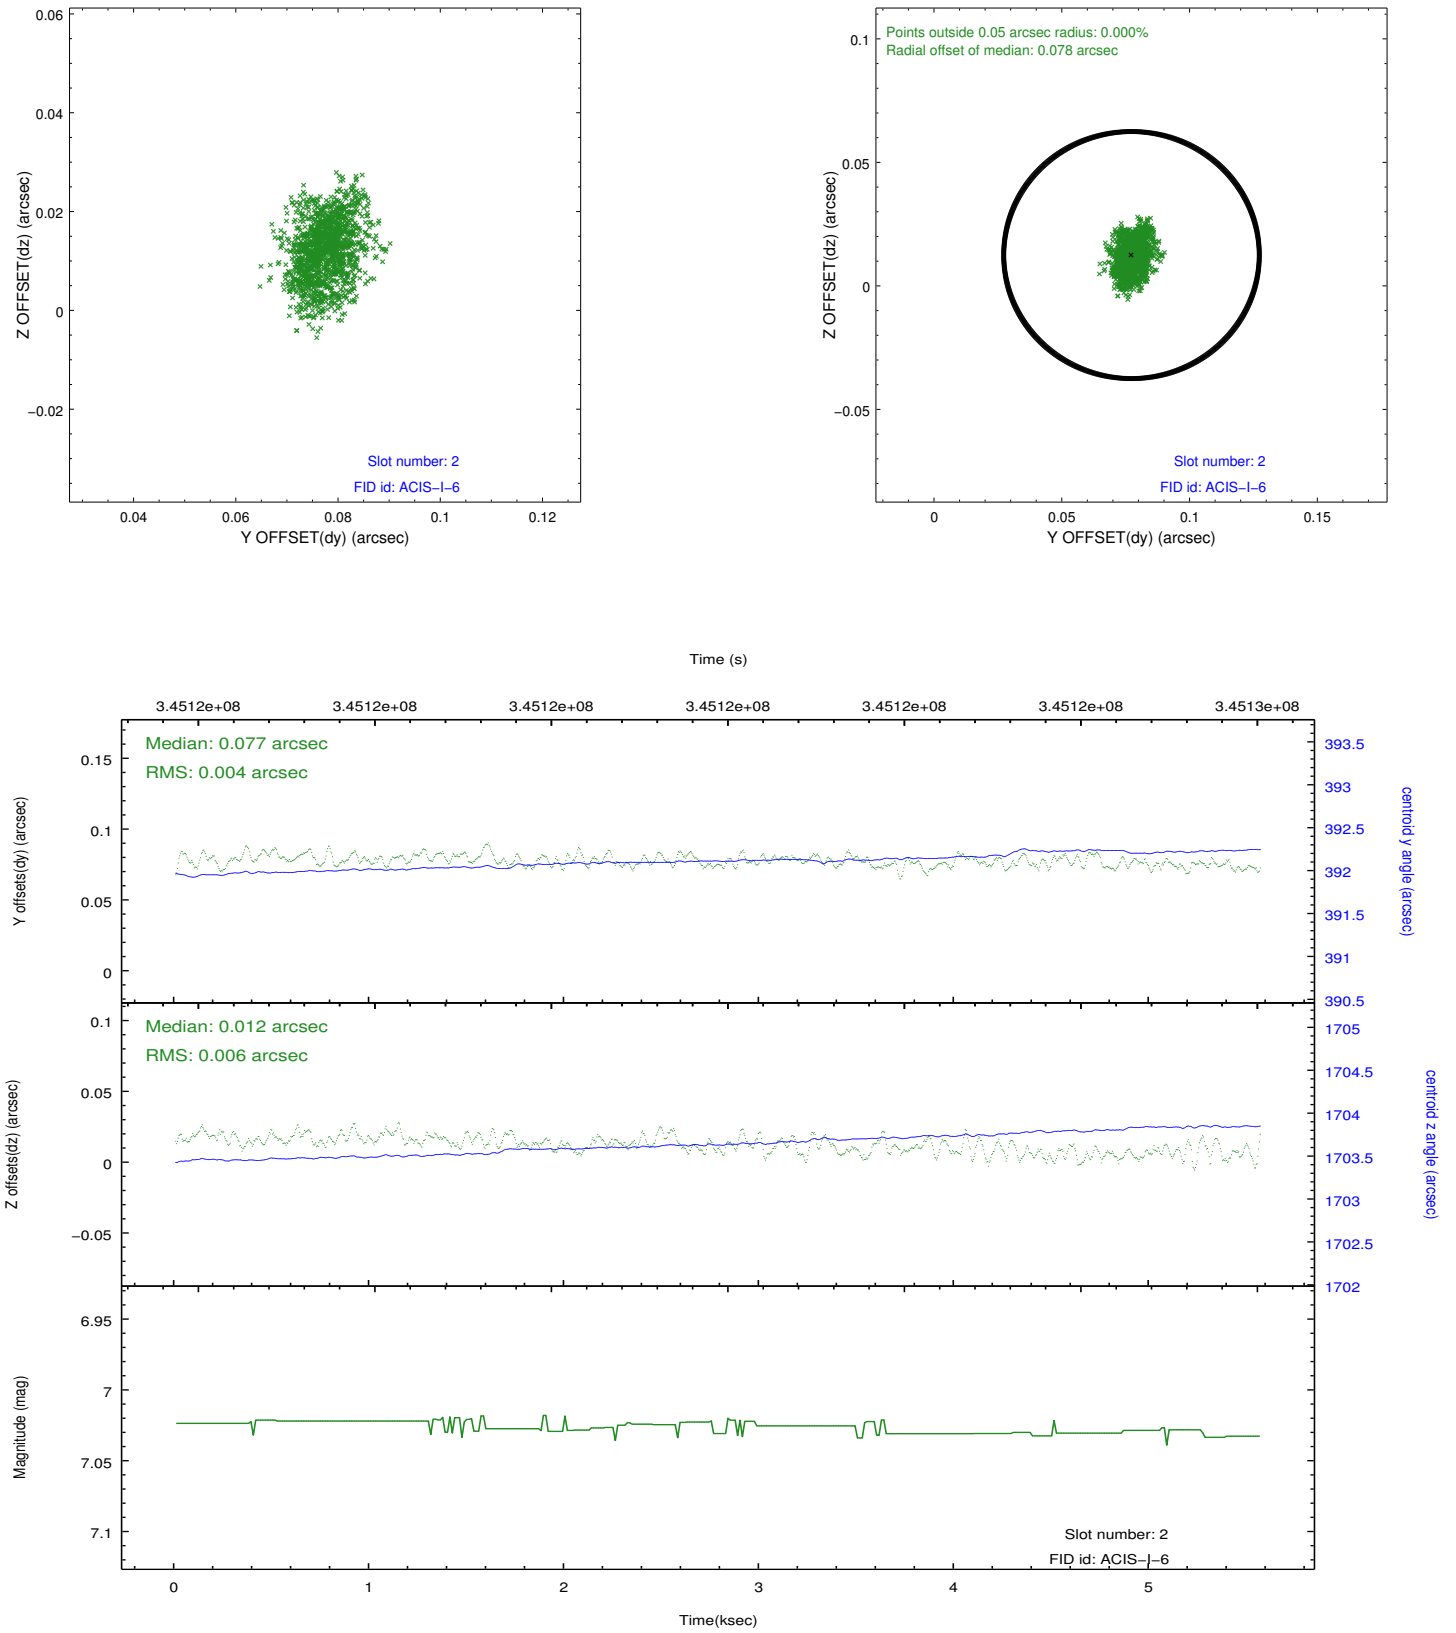 0.06
0.04
0.02
0
−0.02
Z OFFSET(dz) (arcsec)
Slot number: 2
FID id: ACIS−I−6
0.04
0.06
0.08
0.1
0.12
Y OFFSET(dy) (arcsec)
Points outside 0.05 arcsec radius: 0.000%
Radial offset of median: 0.078 arcsec
0.1
0.05
0
−0.05
Z OFFSET(dz) (arcsec)
Slot number: 2
FID id: ACIS−I−6
0
0.05
0.1
0.15
Y OFFSET(dy) (arcsec)
Time (s)
3.4512e+08
3.4512e+08
3.4512e+08
3.4512e+08
3.4512e+08
3.4512e+08
3.4513e+08
Median: 0.077 arcsec
RMS: 0.004 arcsec
0.15
0.1
0.05
0
Y offsets(dy) (arcsec)
393.5
393
392.5
392
391.5
391
390.5
centroid y angle (arcsec)
Median: 0.012 arcsec
RMS: 0.006 arcsec
0.1
0.05
0
−0.05
Z offsets(dz) (arcsec)
1705
1704.5
1704
1703.5
1703
1702.5
1702
centroid z angle (arcsec)
6.95
7
7.05
7.1
Magnitude (mag)
Slot number: 2
FID id: ACIS−I−6
0
1
2
3
4
5
Time(ksec)